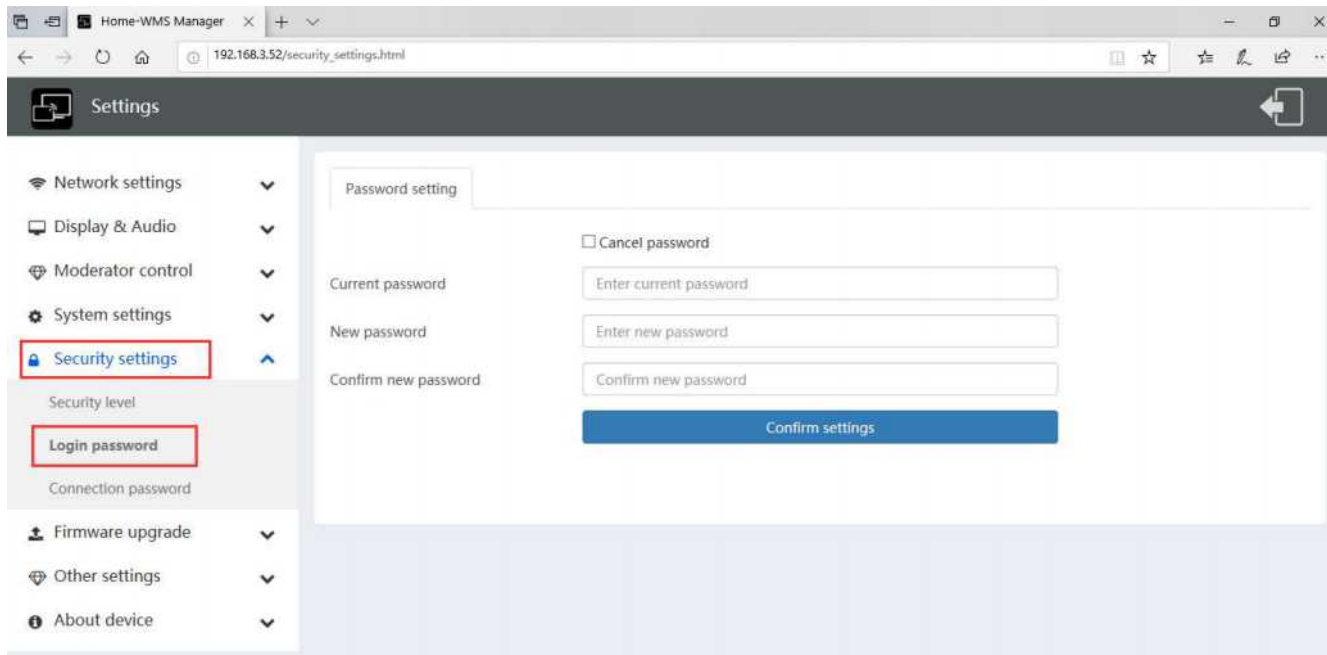 Home-WMS Manager
192.168.3.52/security_settings.html
Settings
Network settings
Display & Audio
Moderator control
System settings
Security settings
Security level
Login password
Connection password
Firmware upgrade
Other settings
About device
Password setting
Cancel password
Current password
Enter current password
New password
Enter new password
Confirm new password
Confirm new password
Confirm settings